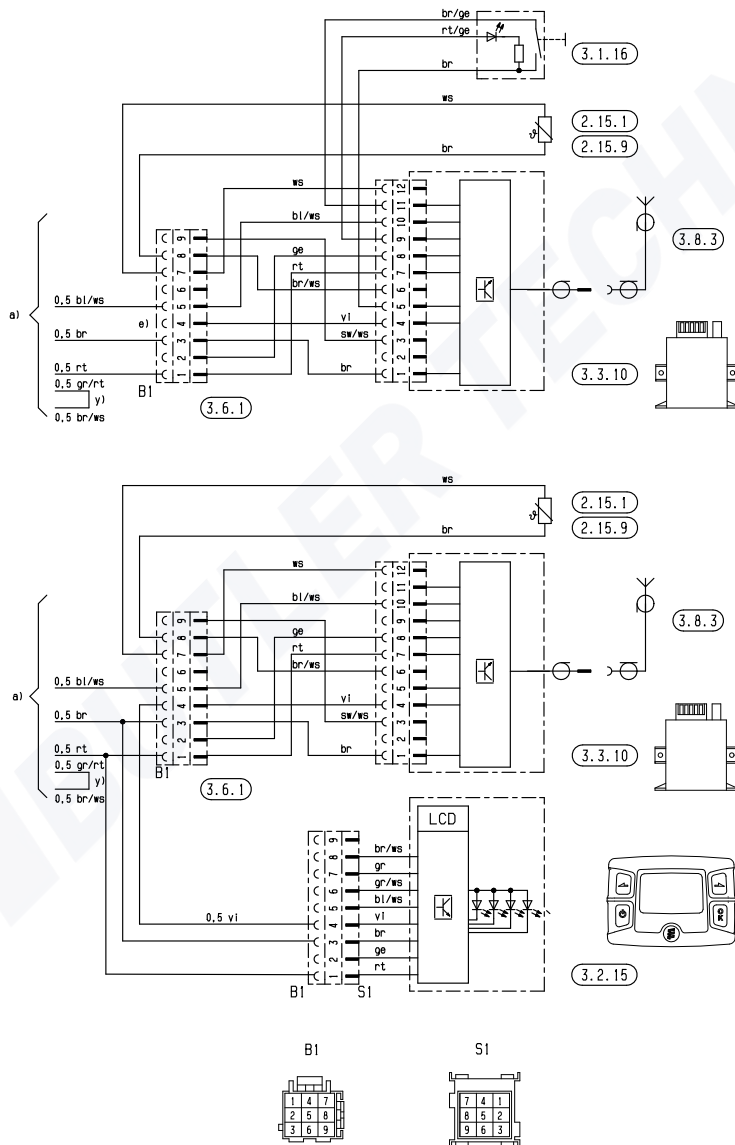 br/ge
rt/ge
br
3.1.16
ws
2.15.1
br
2.15.9
ws
bl/ws
ge
rt
br/ws
vi
sw/ws
br
12
11
10
9
8
7
6
5
4
3
2
1
3.8.3
3.3.10
a)
0,5 bl/ws
0,5 br
0,5 rt
0,5 gr/rt
y)
0,5 br/ws
e)
9
8
7
6
5
4
3
2
1
B1
3.6.1
ws
2.15.1
br
2.15.9
ws
bl/ws
ge
rt
br/ws
vi
sw/ws
br
12
11
10
9
8
7
6
5
4
3
2
1
3.8.3
3.3.10
a)
0,5 bl/ws
0,5 br
0,5 rt
0,5 gr/rt
y)
0,5 br/ws
9
8
7
6
5
4
3
2
1
B1
3.6.1
LCD
0,5 vi
9
8
7
6
5
4
3
2
1
br/ws
gr
gr/ws
bl/ws
vi
br
ge
rt
B1 S1
OK
3.2.15
B1 S1
1 4 7
2 5 8
3 6 9
7 4 1
8 5 2
9 6 3